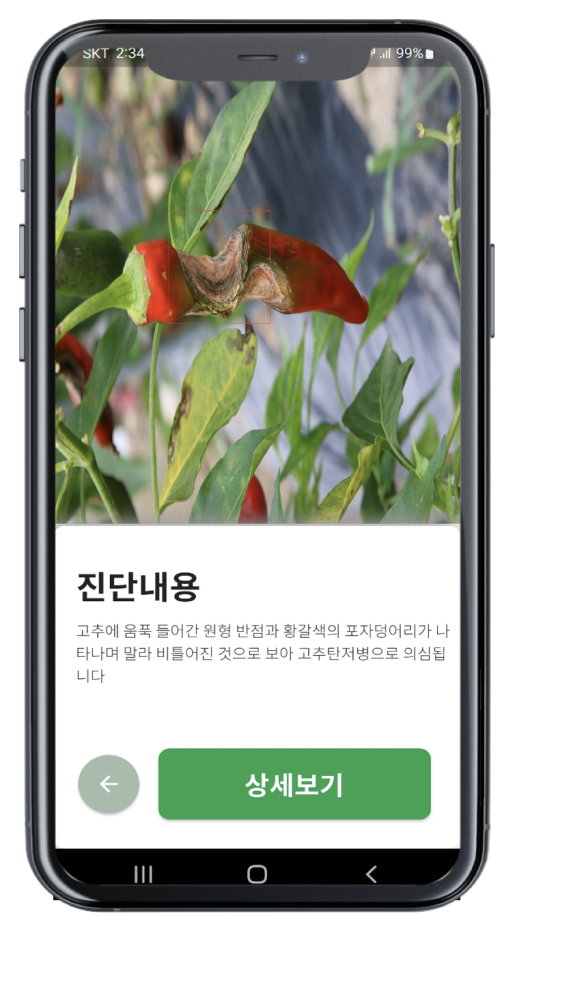 SKT 2:34
99%
진단내용
고추에 움푹 들어간 원형 반점과 황갈색의 포자덩어리가 나
타나며 말라 비틀어진 것으로 보아 고추탄저병으로 의심됩
니다
상세보기